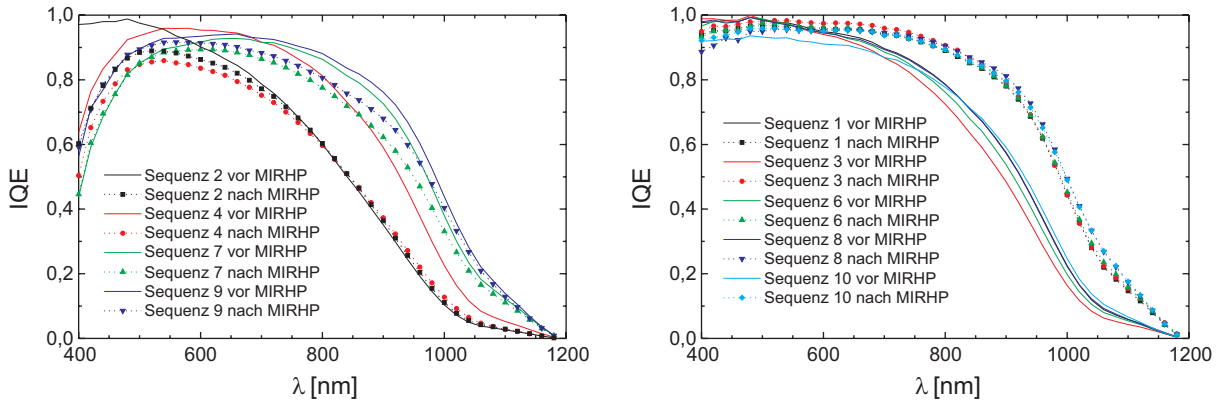 1,0
0,8
0,6
0,4
0,2
0,0
IQE
Sequenz 2 vor MIRHP
Sequenz 2 nach MIRHP
Sequenz 4 vor MIRHP
Sequenz 4 nach MIRHP
Sequenz 7 vor MIRHP
Sequenz 7 nach MIRHP
Sequenz 9 vor MIRHP
Sequenz 9 nach MIRHP
400 600 800 1000 1200
λ [nm]
1,0
0,8
0,6
0,4
0,2
0,0
IQE
Sequenz 1 vor MIRHP
Sequenz 1 nach MIRHP
Sequenz 3 vor MIRHP
Sequenz 3 nach MIRHP
Sequenz 6 vor MIRHP
Sequenz 6 nach MIRHP
Sequenz 8 vor MIRHP
Sequenz 8 nach MIRHP
Sequenz 10 vor MIRHP
Sequenz 10 nach MIRHP
400 600 800 1000 1200
λ [nm]